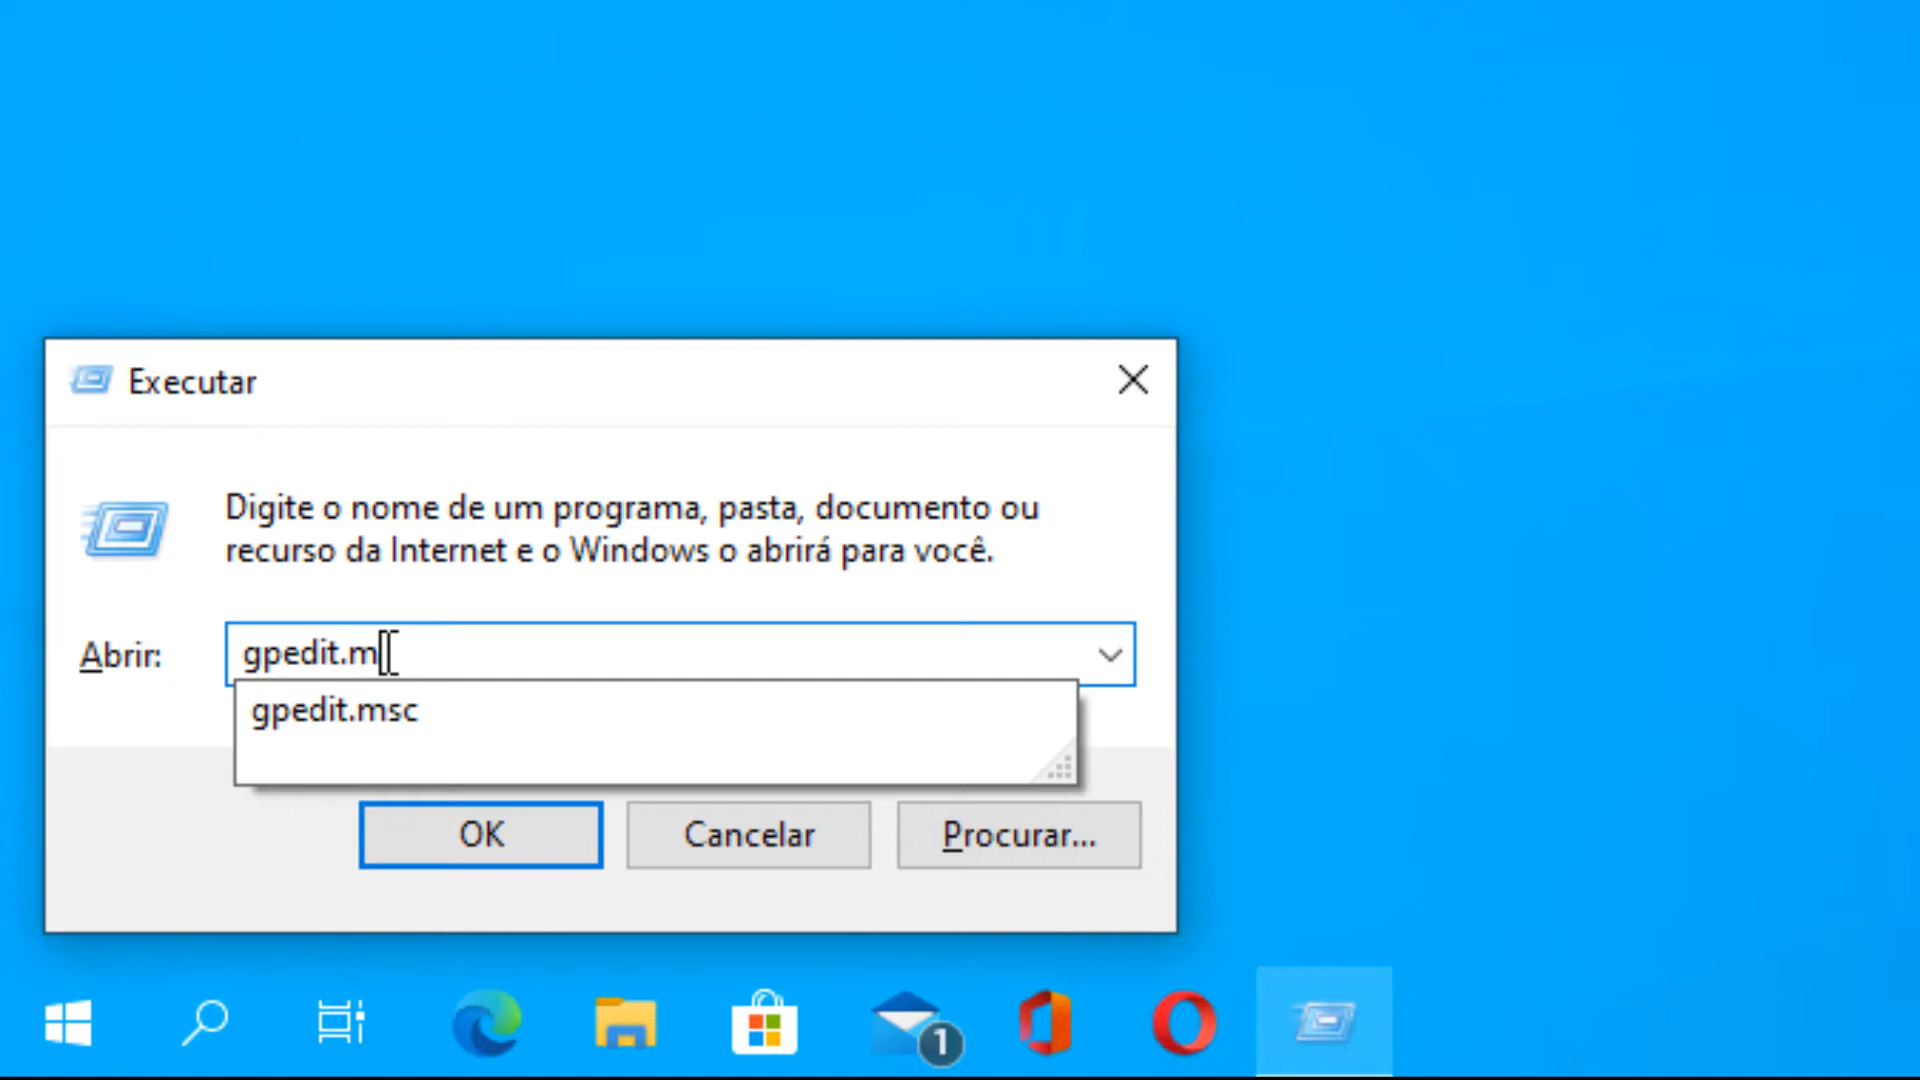 Executar
Digite o nome de um programa, pasta, documento ou
recurso da Internet e o Windows o abrirá para você.
Abrir:
gpedit.m
gpedit.msc
OK
Cancelar
Procurar...
1